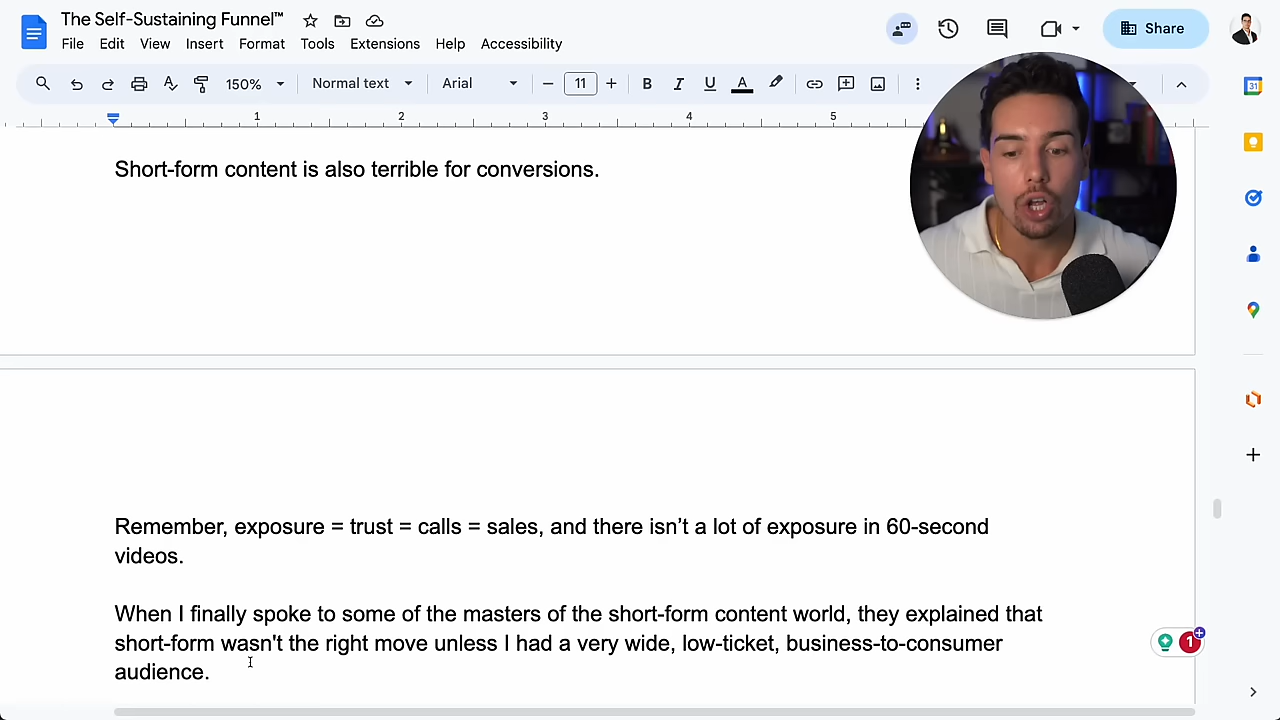 The Self-Sustaining Funnel™
File Edit View Insert Format Tools Extensions Help Accessibility
Share
150% Normal text Arial 11 B I U A
1 2 3 4 5
31
Short-form content is also terrible for conversions.
Remember, exposure = trust = calls = sales, and there isn’t a lot of exposure in 60-second
videos.
When I finally spoke to some of the masters of the short-form content world, they explained that
short-form wasn't the right move unless I had a very wide, low-ticket, business-to-consumer
audience.
1